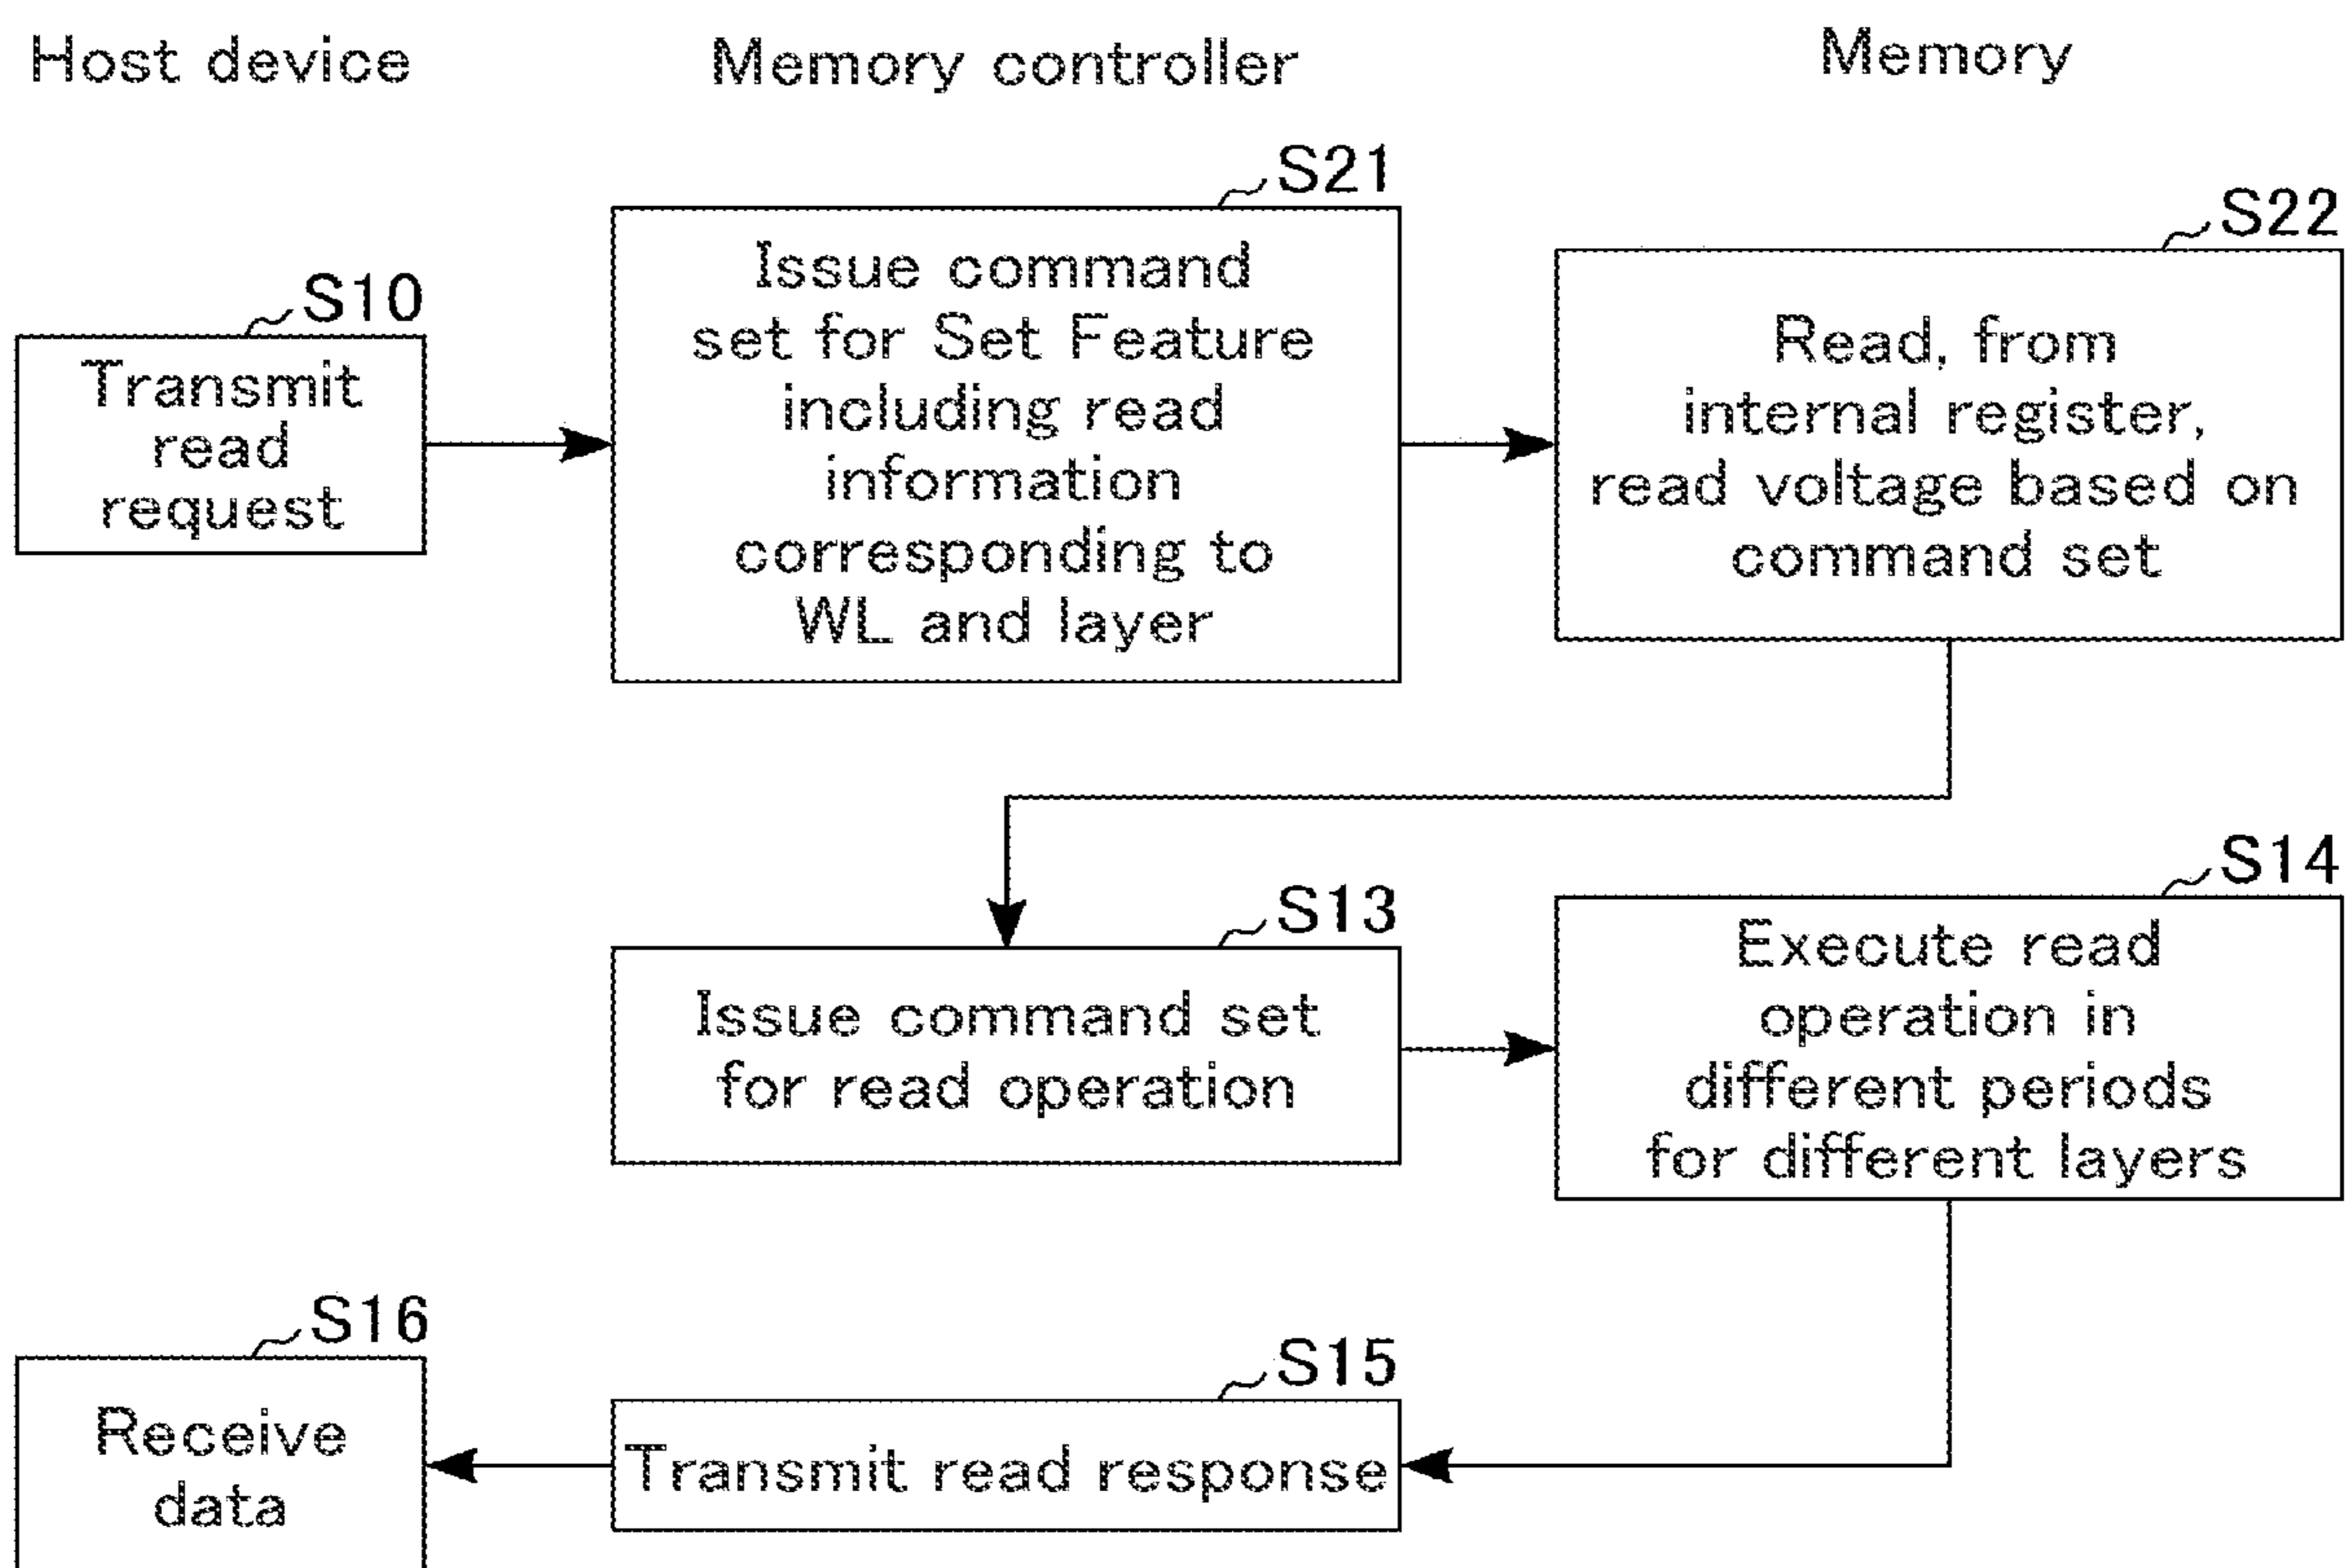 Host device
Memory controller
Memory
S10
Transmit
read
request
S21
Issue command
set for Set Feature
including read
information
corresponding to
WL and layer
S22
Read, from
internal register,
read voltage based on
command set
S13
Issue command set
for read operation
S14
Execute read
operation in
different periods
for different layers
S15
Transmit read response
S16
Receive
data